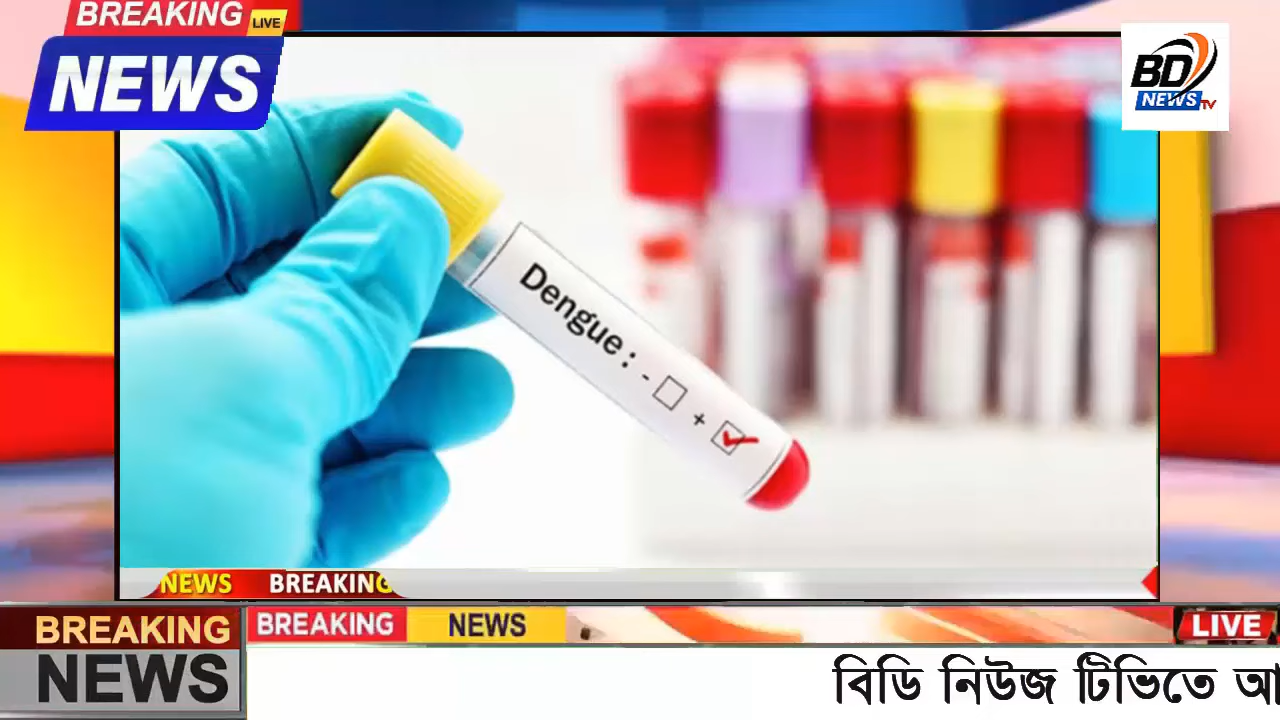 BREAKING
LIVE
NEWS
BD
NEWS
TV
Dengue :
- +
NEWS BREAKING
BREAKING
NEWS
BREAKING NEWS
LIVE
বিডি নিউজ টিভিতে আ